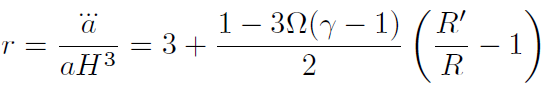 r = \frac{\dddot{a}}{aH^3} = 3 + \frac{1 - 3\Omega(\gamma - 1)}{2} \left( \frac{R'}{R} - 1 \right)